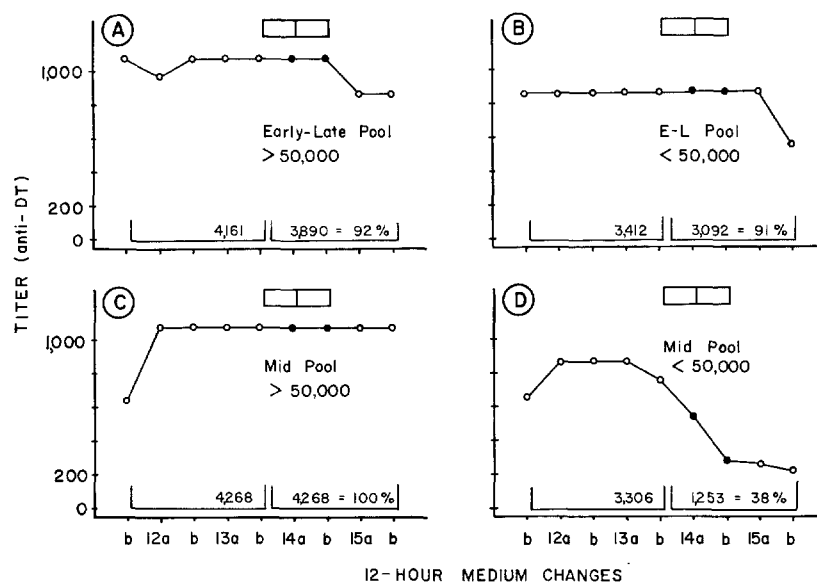 A
1,000
Early-Late Pool
> 50,000
200
0
4,161
3,890 = 92 %
B
E-L Pool
< 50,000
3,412
3,092 = 91 %
TITER (anti-DT)
C
1,000
Mid Pool
> 50,000
200
0
4,268
4,268 = 100%
D
Mid Pool
< 50,000
3,306
1,253 = 38 %
b 12a b 13a b 14a b 15a b
b 12a b 13a b 14a b 15a b
12-HOUR MEDIUM CHANGES